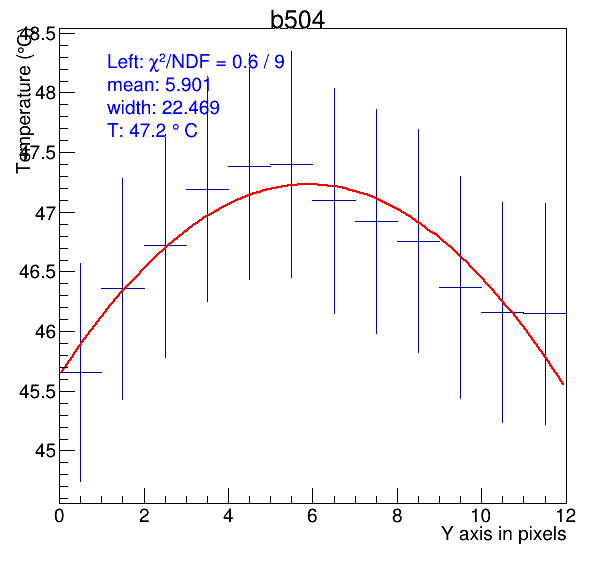 b504
Left: χ²/NDF = 0.6 / 9
mean: 5.901
width: 22.469
T: 47.2 ° C
Temperature (°C)
48.5
48
47.5
47
46.5
46
45.5
45
0 2 4 6 8 10 12
Y axis in pixels